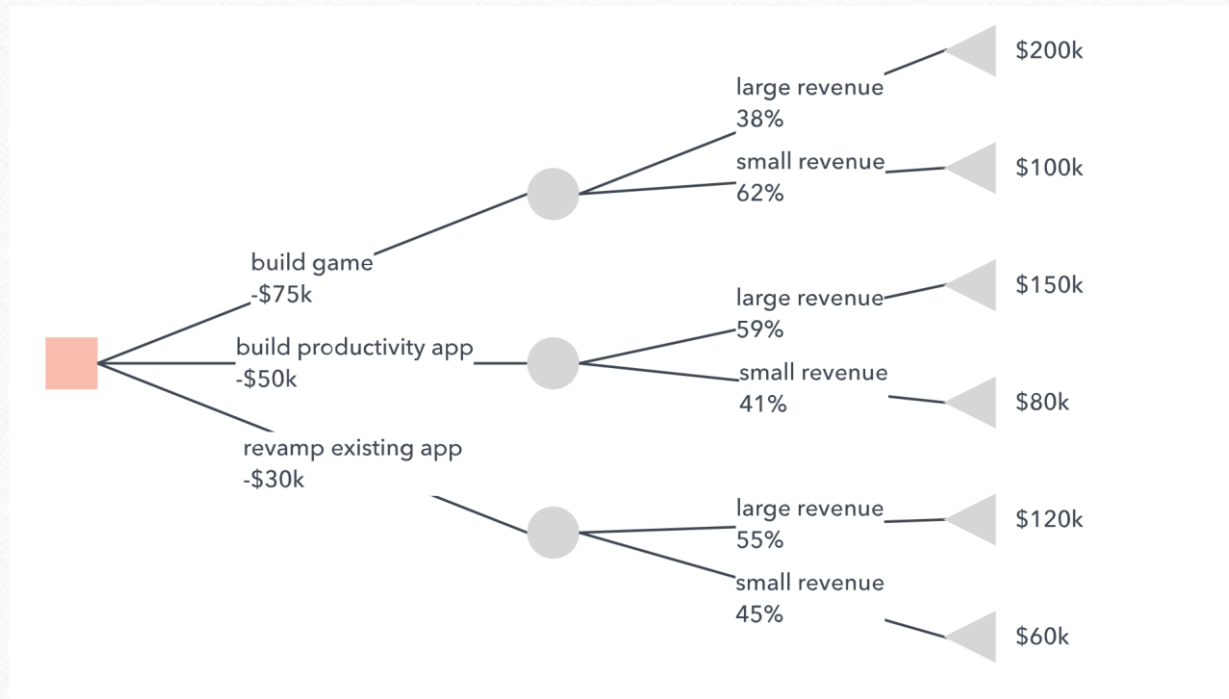 $200k
large revenue
38%
small revenue
62%
$100k
build game
-$75k
large revenue
59%
$150k
build productivity app
-$50k
small revenue
41%
$80k
revamp existing app
-$30k
large revenue
55%
$120k
small revenue
45%
$60k